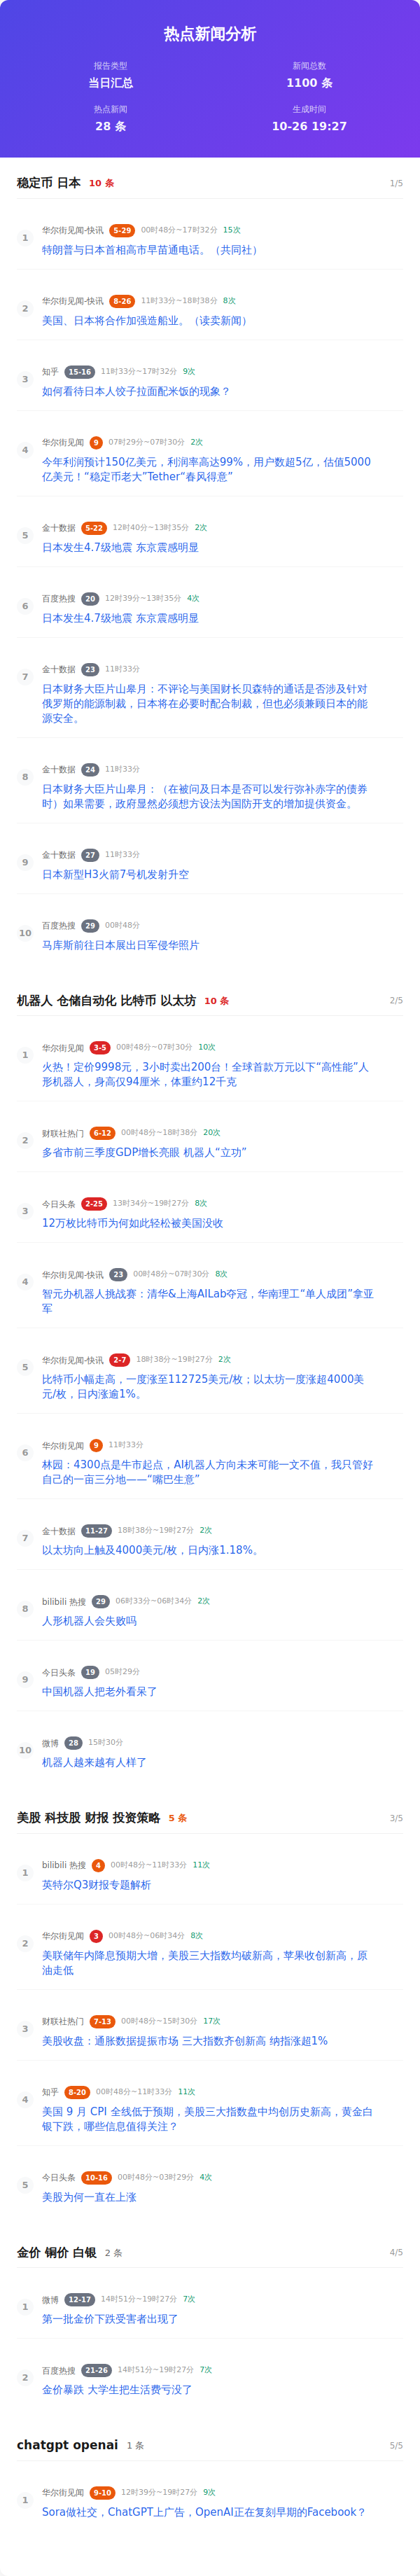 热点新闻分析
报告类型
当日汇总
新闻总数
1100 条
热点新闻
28 条
生成时间
10-26 19:27
稳定币 日本 10 条 1/5
1
华尔街见闻-快讯 5-29 00时48分~17时32分 15次
特朗普与日本首相高市早苗通电话。（共同社）
2
华尔街见闻-快讯 8-26 11时33分~18时38分 8次
美国、日本将合作加强造船业。（读卖新闻）
3
知乎 15-16 11时33分~17时32分 9次
如何看待日本人饺子拉面配米饭的现象？
4
华尔街见闻 9 07时29分~07时30分 2次
今年利润预计150亿美元，利润率高达99%，用户数超5亿，估值5000
亿美元！“稳定币老大”Tether“春风得意”
5
金十数据 5-22 12时40分~13时35分 2次
日本发生4.7级地震 东京震感明显
6
百度热搜 20 12时39分~13时35分 4次
日本发生4.7级地震 东京震感明显
7
金十数据 23 11时33分
日本财务大臣片山皋月：不评论与美国财长贝森特的通话是否涉及针对
俄罗斯的能源制裁，日本将在必要时配合制裁，但也必须兼顾日本的能
源安全。
8
金十数据 24 11时33分
日本财务大臣片山皋月：（在被问及日本是否可以发行弥补赤字的债券
时）如果需要，政府显然必须想方设法为国防开支的增加提供资金。
9
金十数据 27 11时33分
日本新型H3火箭7号机发射升空
10
百度热搜 29 00时48分
马库斯前往日本展出日军侵华照片
机器人 仓储自动化 比特币 以太坊 10 条 2/5
1
华尔街见闻 3-5 00时48分~07时30分 10次
火热！定价9998元，3小时卖出200台！全球首款万元以下“高性能”人
形机器人，身高仅94厘米，体重约12千克
2
财联社热门 6-12 00时48分~18时38分 20次
多省市前三季度GDP增长亮眼 机器人“立功”
3
今日头条 2-25 13时34分~19时27分 8次
12万枚比特币为何如此轻松被美国没收
4
华尔街见闻-快讯 23 00时48分~07时30分 8次
智元办机器人挑战赛：清华&上海AILab夺冠，华南理工“单人成团”拿亚
军
5
华尔街见闻-快讯 2-7 18时38分~19时27分 2次
比特币小幅走高，一度涨至112725美元/枚；以太坊一度涨超4000美
元/枚，日内涨逾1%。
6
华尔街见闻 9 11时33分
林园：4300点是牛市起点，AI机器人方向未来可能一文不值，我只管好
自己的一亩三分地——“嘴巴生意”
7
金十数据 11-27 18时38分~19时27分 2次
以太坊向上触及4000美元/枚，日内涨1.18%。
8
bilibili 热搜 29 06时33分~06时34分 2次
人形机器人会失败吗
9
今日头条 19 05时29分
中国机器人把老外看呆了
10
微博 28 15时30分
机器人越来越有人样了
美股 科技股 财报 投资策略 5 条 3/5
1
bilibili 热搜 4 00时48分~11时33分 11次
英特尔Q3财报专题解析
2
华尔街见闻 3 00时48分~06时34分 8次
美联储年内降息预期大增，美股三大指数均破新高，苹果收创新高，原
油走低
3
财联社热门 7-13 00时48分~15时30分 17次
美股收盘：通胀数据提振市场 三大指数齐创新高 纳指涨超1%
4
知乎 8-20 00时48分~11时33分 11次
美国 9 月 CPI 全线低于预期，美股三大指数盘中均创历史新高，黄金白
银下跌，哪些信息值得关注？
5
今日头条 10-16 00时48分~03时29分 4次
美股为何一直在上涨
金价 铜价 白银 2 条 4/5
1
微博 12-17 14时51分~19时27分 7次
第一批金价下跌受害者出现了
2
百度热搜 21-26 14时51分~19时27分 7次
金价暴跌 大学生把生活费亏没了
chatgpt openai 1 条 5/5
1
华尔街见闻 9-10 12时39分~19时27分 9次
Sora做社交，ChatGPT上广告，OpenAI正在复刻早期的Facebook？